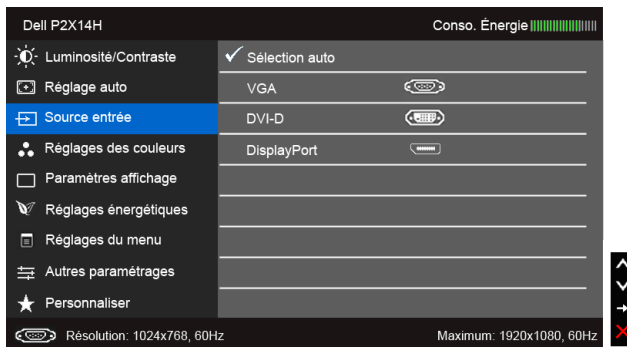 Dell P2X14H Conso. Énergie
Luminosité/Contraste
Réglage auto
Source entrée
Réglages des couleurs
Paramètres affichage
Réglages énergétiques
Réglages du menu
Autres paramétrages
Personnaliser
Sélection auto
VGA
DVI-D
DisplayPort
Rèsolution: 1024x768, 60Hz Maximum: 1920x1080, 60Hz